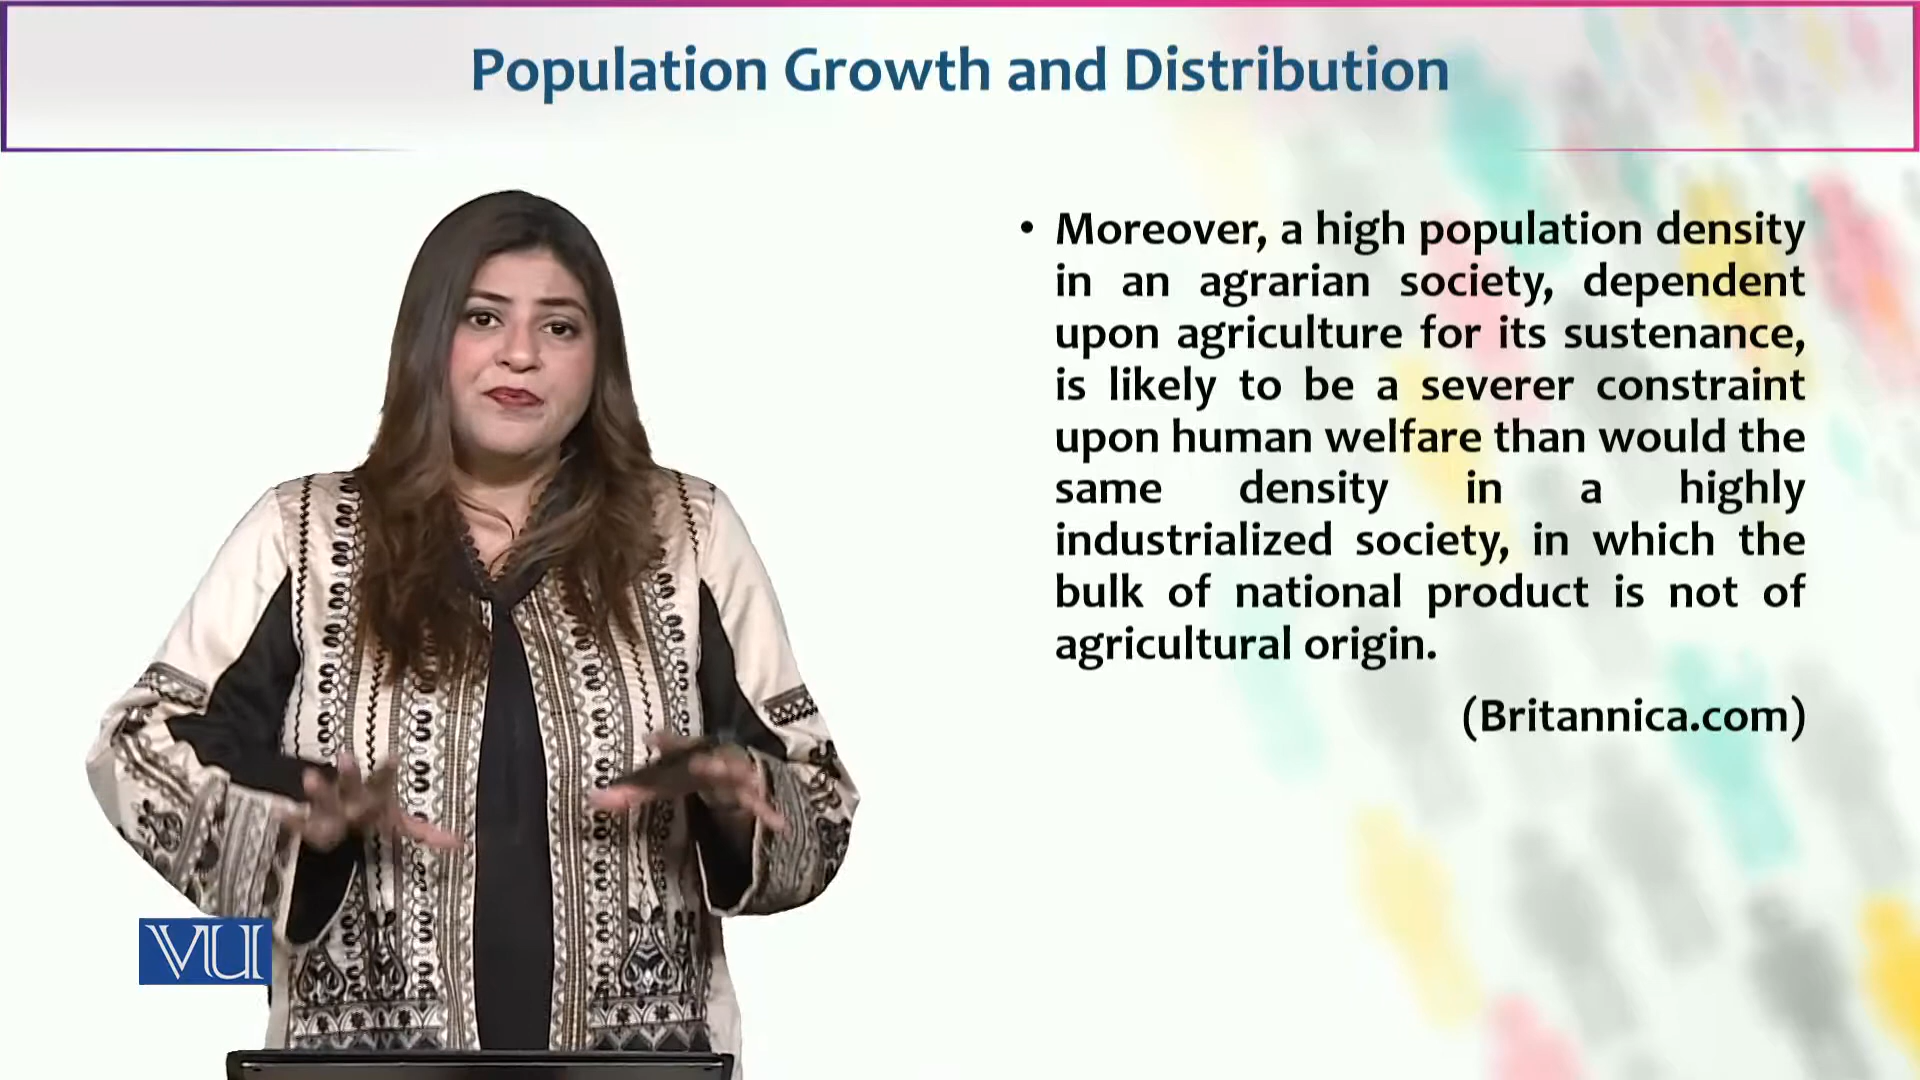 Population Growth and Distribution
• Moreover, a high population density
in an agrarian society, dependent
upon agriculture for its sustenance,
is likely to be a severer constraint
upon human welfare than would the
same density in a highly
industrialized society, in which the
bulk of national product is not of
agricultural origin.
(Britannica.com)
VU